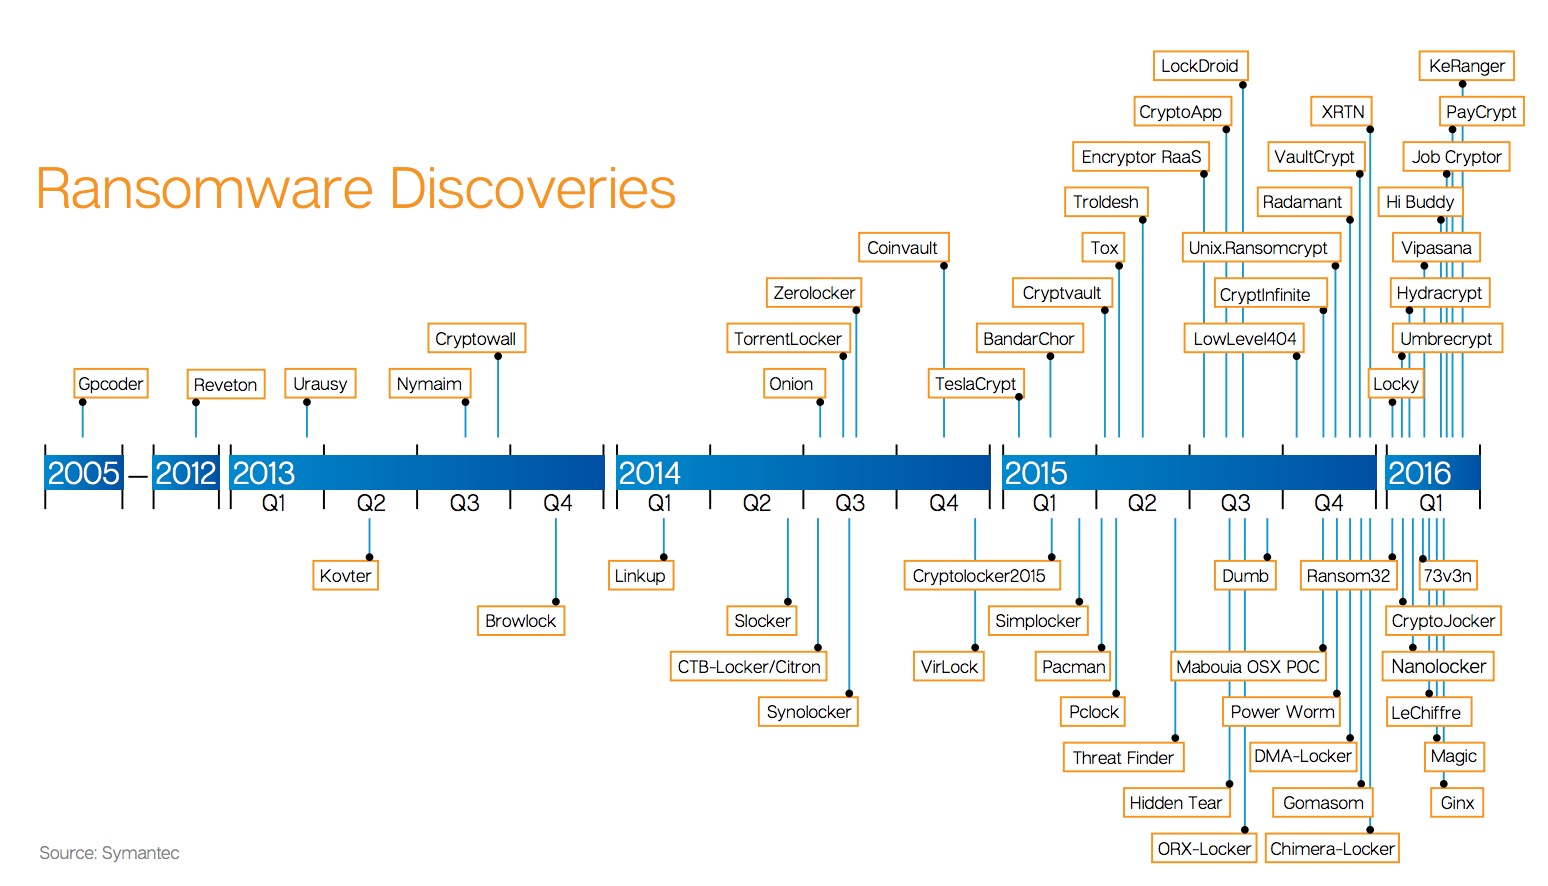 LockDroid
KeRanger
CryptoApp
XRTN
PayCrypt
Encryptor RaaS
VaultCrypt
Job Cryptor
Ransomware Discoveries
Troldesh
Radamant
Hi Buddy
Coinvault
Tox
Unix.Ransomcrypt
Vipasana
Zerolocker
Cryptvault
CryptInfinite
Hydracrypt
Cryptowall
TorrentLocker
BandarChor
LowLevel404
Umbrecrypt
Gpcoder
Reveton
Urausy
Nymaim
Onion
TeslaCrypt
Locky
2005
2012
2013
2014
2015
2016
Q1
Q2
Q3
Q4
Q1
Q2
Q3
Q4
Q1
Q2
Q3
Q4
Q1
Kovter
Linkup
Cryptolocker2015
Dumb
Ransom32
73v3n
Browlock
Slocker
Simplocker
CryptoJocker
CTB-Locker/Citron
VirLock
Pacman
Mabouia OSX POC
Nanolocker
Synolocker
Pclock
Power Worm
LeChiffre
Threat Finder
DMA-Locker
Magic
Hidden Tear
Gomasom
Ginx
ORX-Locker
Chimera-Locker
Source: Symantec